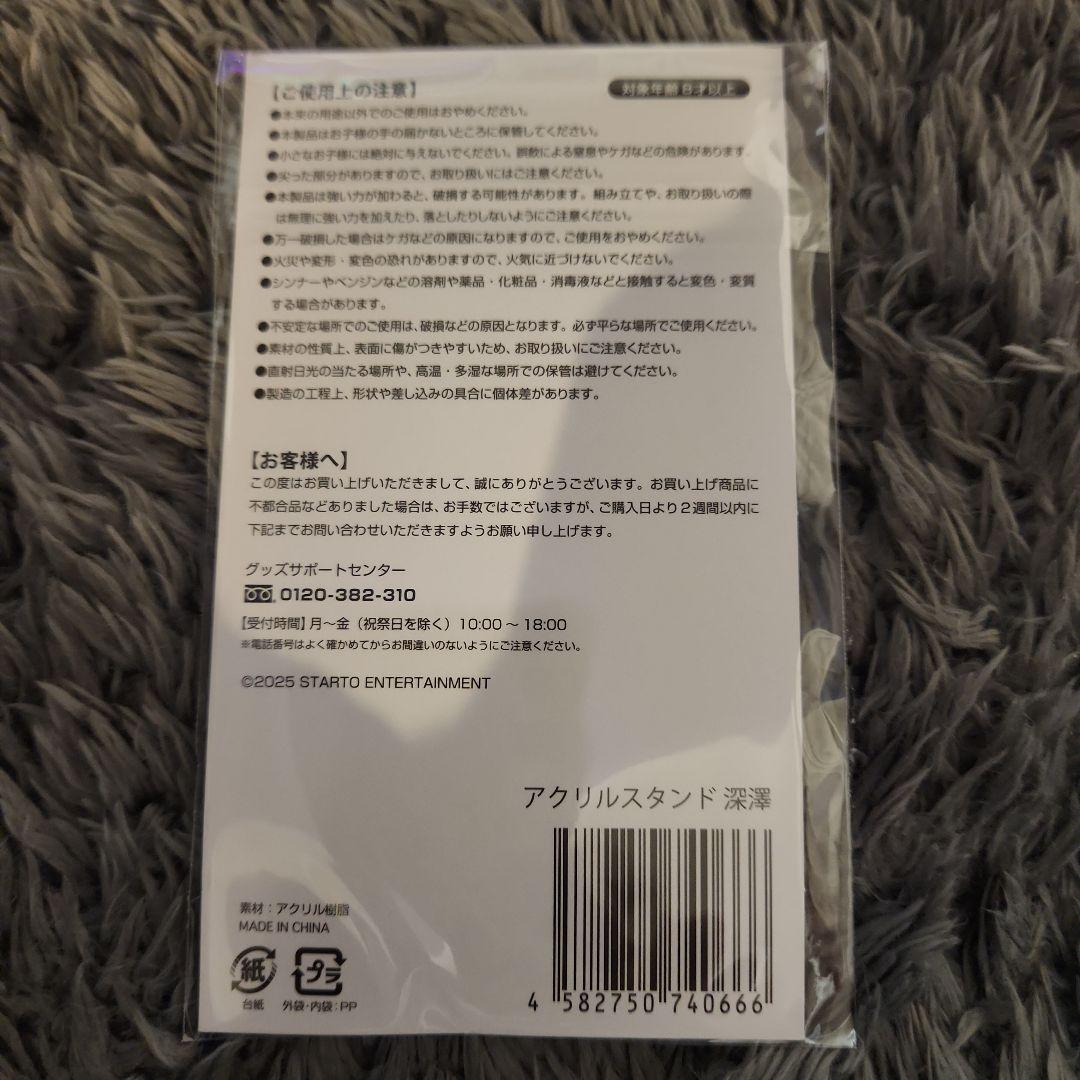 【ご使用上の注意】
対象年齢8才以上
●本来の用途以外でのご使用はおやめください。
●本製品はお子様の手の届かないところに保管してください。
●小さなお子様には絶対に与えないでください。誤飲による窒息やケガなどの危険があります。
●尖った部分がありますので、お取り扱いにはご注意ください。
●本製品は強い力が加わると、破損する可能性があります。組み立てや、お取り扱いの際
は無理に強い力を加えたり、落としたりしないようにご注意ください。
●万一破損した場合はケガなどの原因になりますので、ご使用をおやめください。
●火災や変形・変色の恐れがありますので、火気に近づけないでください。
●シンナーやベンジンなどの溶剤や薬品・化粧品・消毒液などと接触すると変色・変質
する場合があります。
●不安定な場所でのご使用は、破損などの原因となります。必ず平らな場所でご使用ください。
●素材の性質上、表面に傷がつきやすいため、お取り扱いにご注意ください。
●直射日光の当たる場所や、高温・多湿な場所での保管は避けてください。
●製造の工程上、形状や差し込みの具合に個体差があります。
【お客様へ】
この度はお買い上げいただきまして、誠にありがとうございます。お買い上げ商品に
不都合品などありました場合は、お手数ではございますが、ご購入日より2週間以内に
下記までお問い合わせいただきますようお願い申し上げます。
グッズサポートセンター
0120-382-310
【受付時間】月～金（祝祭日を除く）10:00～18:00
※電話番号はよく確かめてからお間違いのないようにご注意ください。
©2025 STARTO ENTERTAINMENT
アクリルスタンド 深澤
素材：アクリル樹脂
MADE IN CHINA
紙 プラ
台紙 外袋・内袋：PP
4 582750 740666